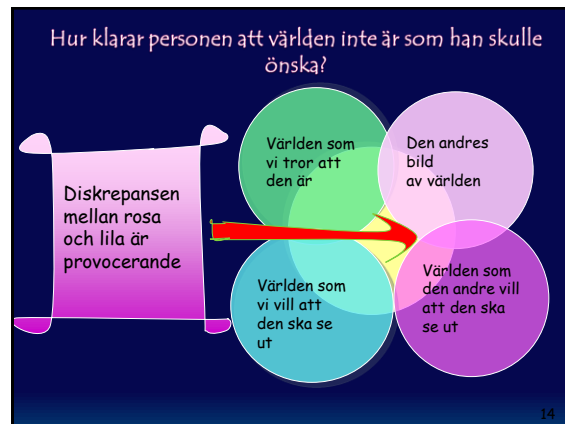 Hur klarar personen att världen inte är som han skulle
önska?
Diskrepansen
mellan rosa
och lila är
provocerande
Världen som
vi tror att
den är
Den andres
bild
av världen
Världen som
vi vill att
den ska se
ut
Världen som
den andre vill
att den ska
se ut
14